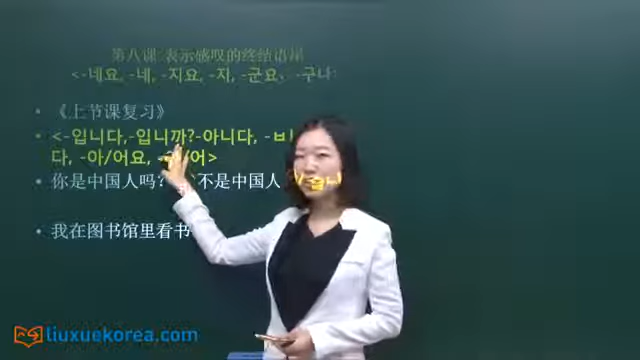 第八课:表示感叹的终结语尾
<-네요, -네, -지요, -지, -군요, -구나
《上节课复习》
<-입니다,-입니까?-아니다, -ㅂ
다, -아/어요, 어>
你是中国人吗? 不是中国人
我在图书馆里看书
liuxuekorea.com